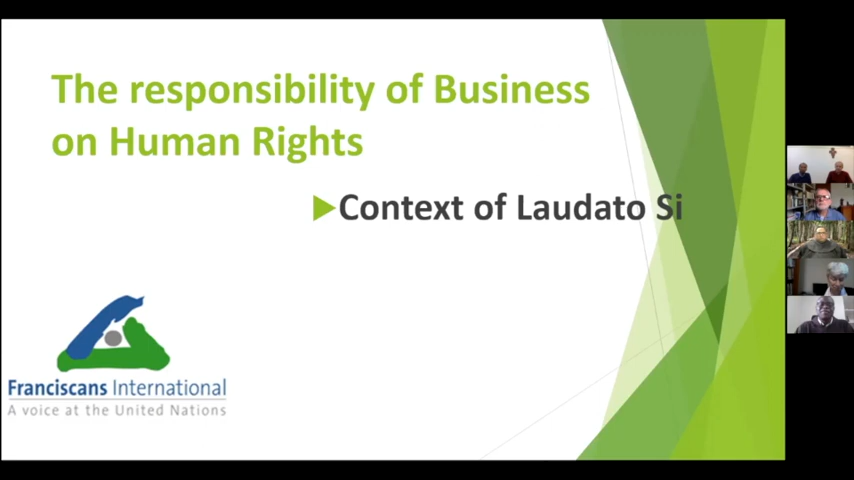 The responsibility of Business
on Human Rights
Context of Laudato Si
Franciscans International
A voice at the United Nations